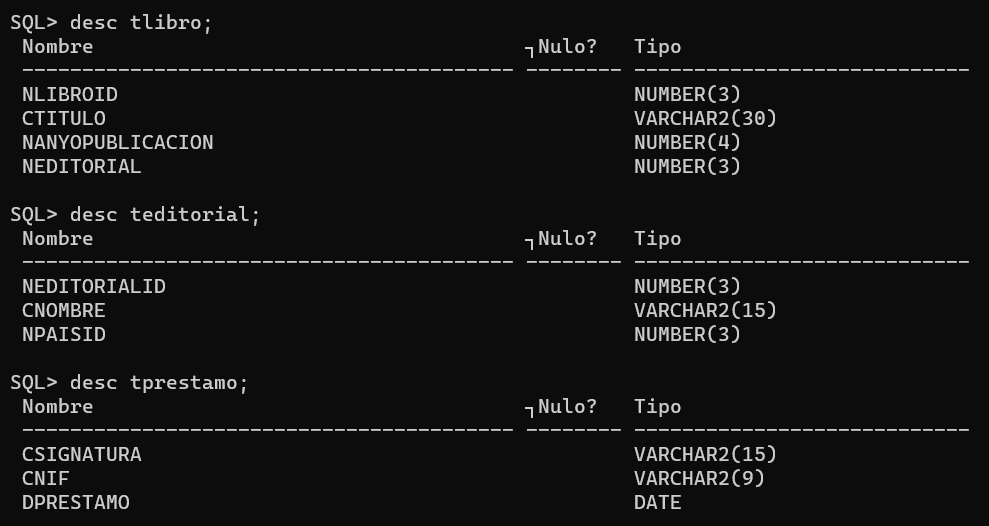 SQL> desc tlibro;
Nombre ┐Nulo? Tipo
----------------------------------------- -------- ----------------------------
NLIBROID NUMBER(3)
CTITULO VARCHAR2(30)
NANYOPUBLICACION NUMBER(4)
NEDITORIAL NUMBER(3)
SQL> desc teditorial;
Nombre ┐Nulo? Tipo
----------------------------------------- -------- ----------------------------
NEDITORIALID NUMBER(3)
CNOMBRE VARCHAR2(15)
NPAISID NUMBER(3)
SQL> desc tprestamo;
Nombre ┐Nulo? Tipo
----------------------------------------- -------- ----------------------------
CSIGNATURA VARCHAR2(15)
CNIF VARCHAR2(9)
DPRESTAMO DATE